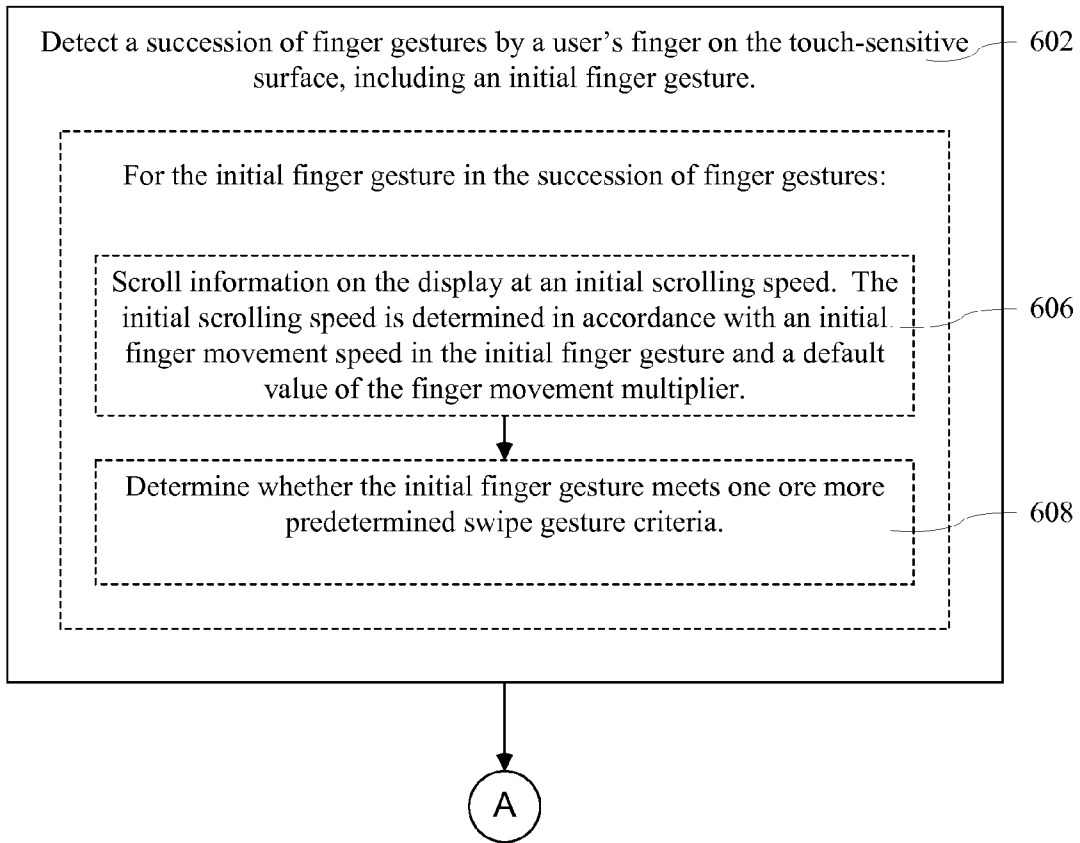 Detect a succession of finger gestures by a user's finger on the touch-sensitive
surface, including an initial finger gesture.
602
For the initial finger gesture in the succession of finger gestures:
Scroll information on the display at an initial scrolling speed. The
initial scrolling speed is determined in accordance with an initial
finger movement speed in the initial finger gesture and a default
value of the finger movement multiplier.
606
Determine whether the initial finger gesture meets one ore more
predetermined swipe gesture criteria.
608
A